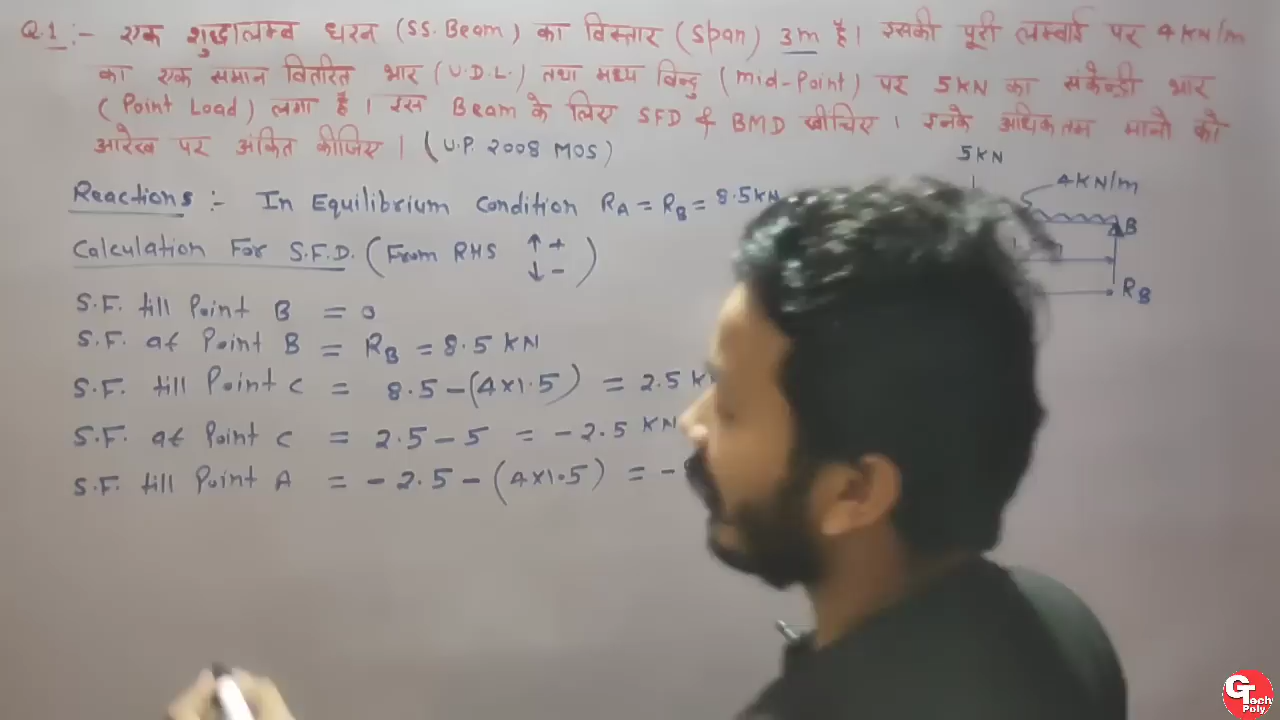 Q.1 :- एक शुद्धालम्ब धरन (SS. Beam) का विस्तार (Span) 3m है। इसकी पूरी लम्बाई पर 4 KN/m
का एक समान वितरित भार (U.D.L.) तथा मध्य बिन्दु (mid-Point) पर 5KN का संकेन्द्री भार
(Point Load) लगा है। इस Beam के लिए SFD & BMD खीचिए। इनके अधिकतम मानो को
आरेख पर अंकित कीजिए। (U.P. 2008 MOS)
5KN
4KN/m
Reactions :- In Equilibrium Condition RA = RB = 8.5KN
B
Calculation For S.F.D. (From RHS ↑ + ↓ -)
RB
S.F. till Point B = 0
S.F. at Point B = RB = 8.5 KN
S.F. till Point C = 8.5-(4x1.5) = 2.5
S.F. at Point C = 2.5-5 = -2.5 KN
S.F. till Point A = -2.5-(4x1.5) = -
G Tech Poly